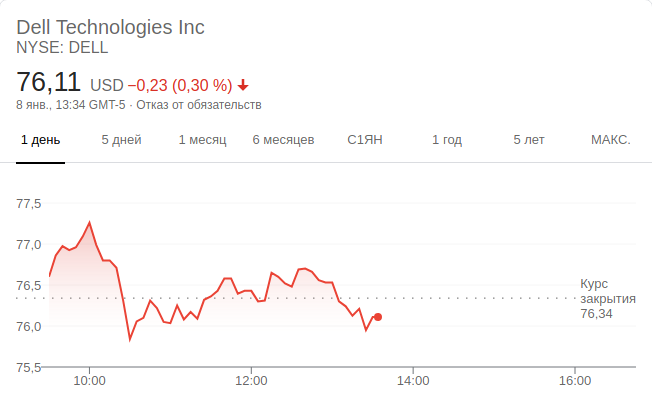 Dell Technologies Inc
NYSE: DELL
76,11 USD −0,23 (0,30 %)
8 янв., 13:34 GMT-5 · Отказ от обязательств
1 день 5 дней 1 месяц 6 месяцев С1ЯН 1 год 5 лет МАКС.
77,5
77,0
76,5
76,0
75,5
Курс
закрытия
76,34
10:00 12:00 14:00 16:00